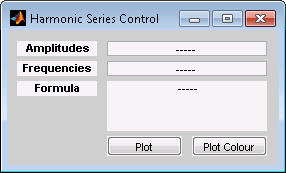 Harmonic Series Control
Amplitudes -----
Frequencies -----
Formula -----
Plot Plot Colour